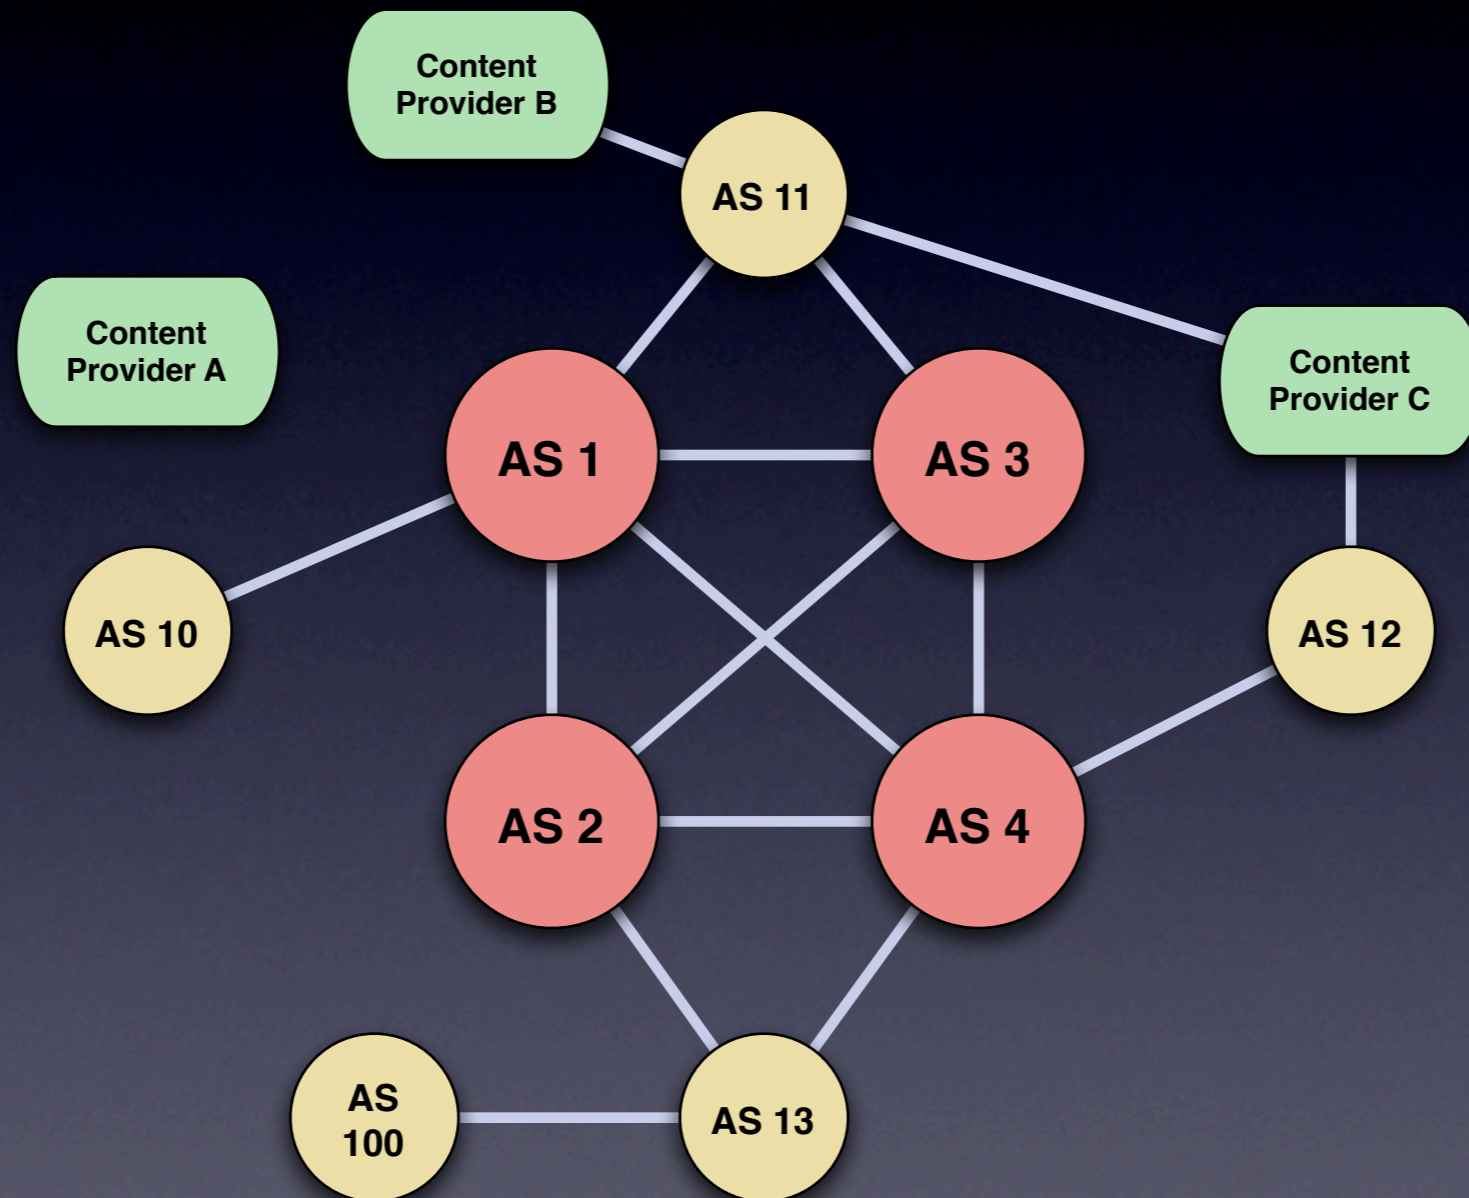 Content
Provider B
AS 11
Content
Provider A
Content
Provider C
AS 1
AS 3
AS 10
AS 12
AS 2
AS 4
AS
100
AS 13